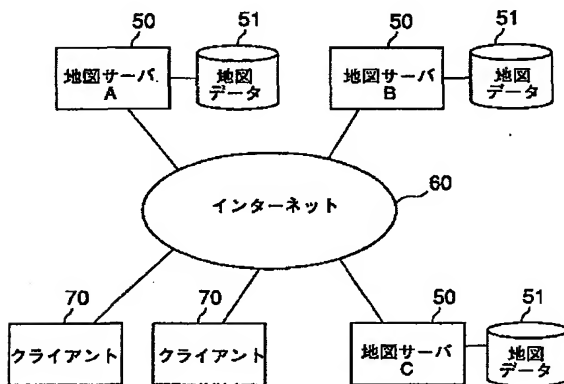 50
51
50
51
地図サーバ
A
地図
データ
地図サーバ
B
地図
データ
インターネット
60
70
70
50
51
クライアント
クライアント
地図サーバ
C
地図
データ